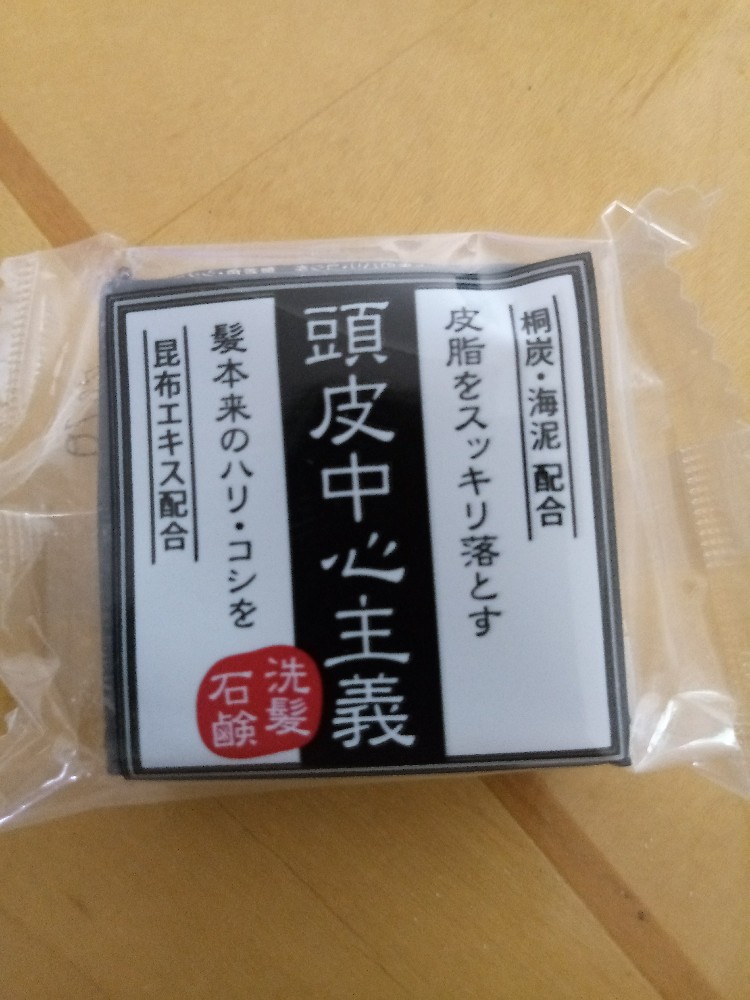 桐炭・海泥 配合
皮脂をスッキリ落とす
頭皮中心主義
髪本来のハリ・コシを
昆布エキス配合
洗髪
石鹸